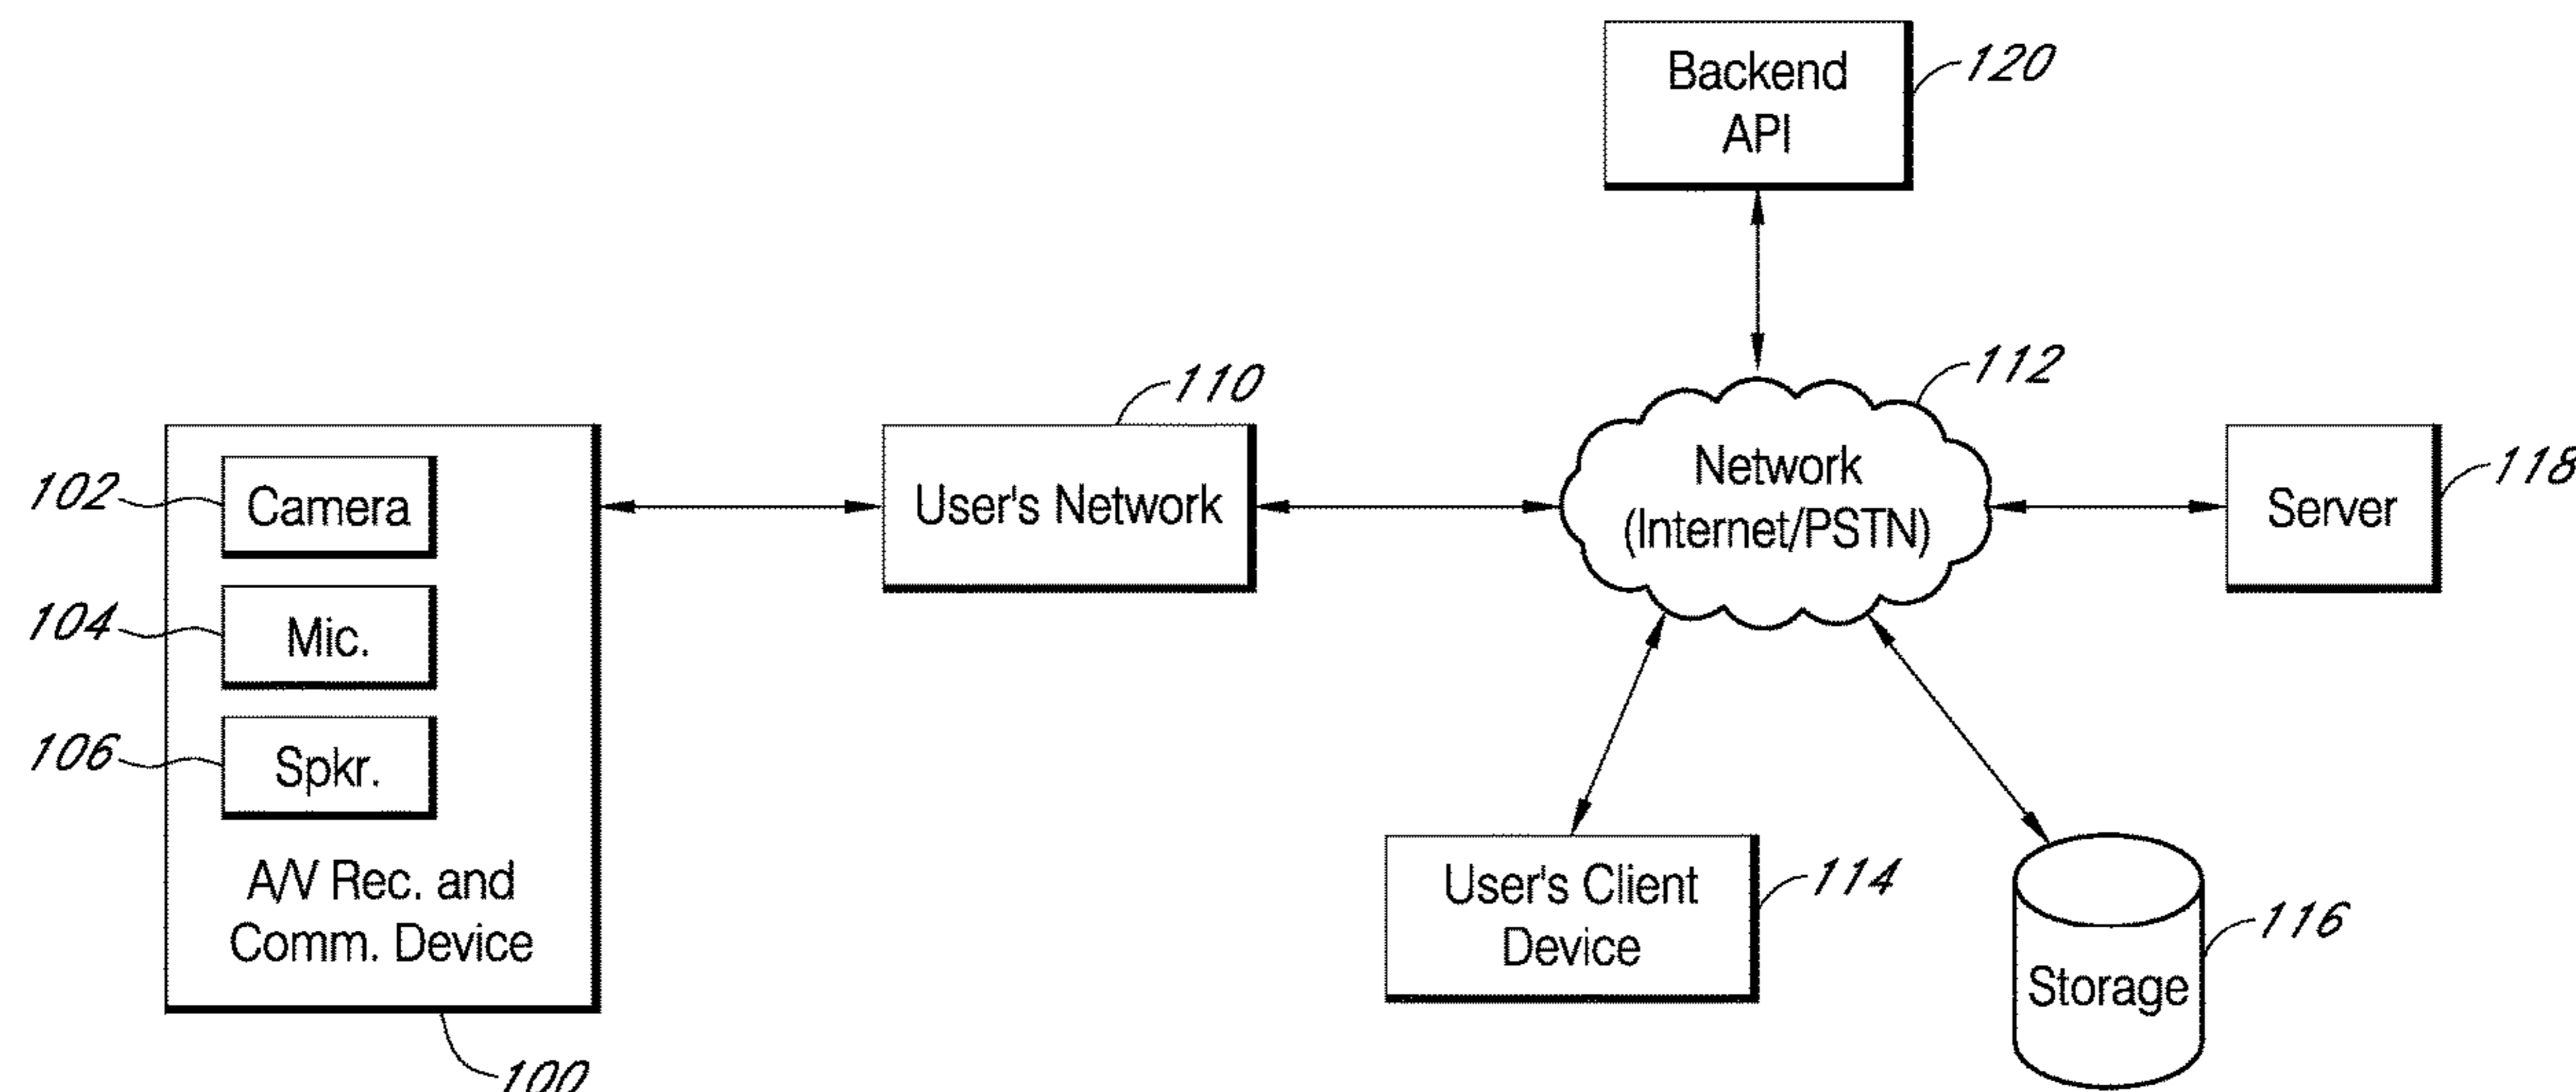 Backend
API
120
112
110
Network
(Internet/PSTN)
118
Server
User's Network
102
Camera
104
Mic.
106
Spkr.
A/V Rec. and
Comm. Device
100
User's Client
Device
114
116
Storage